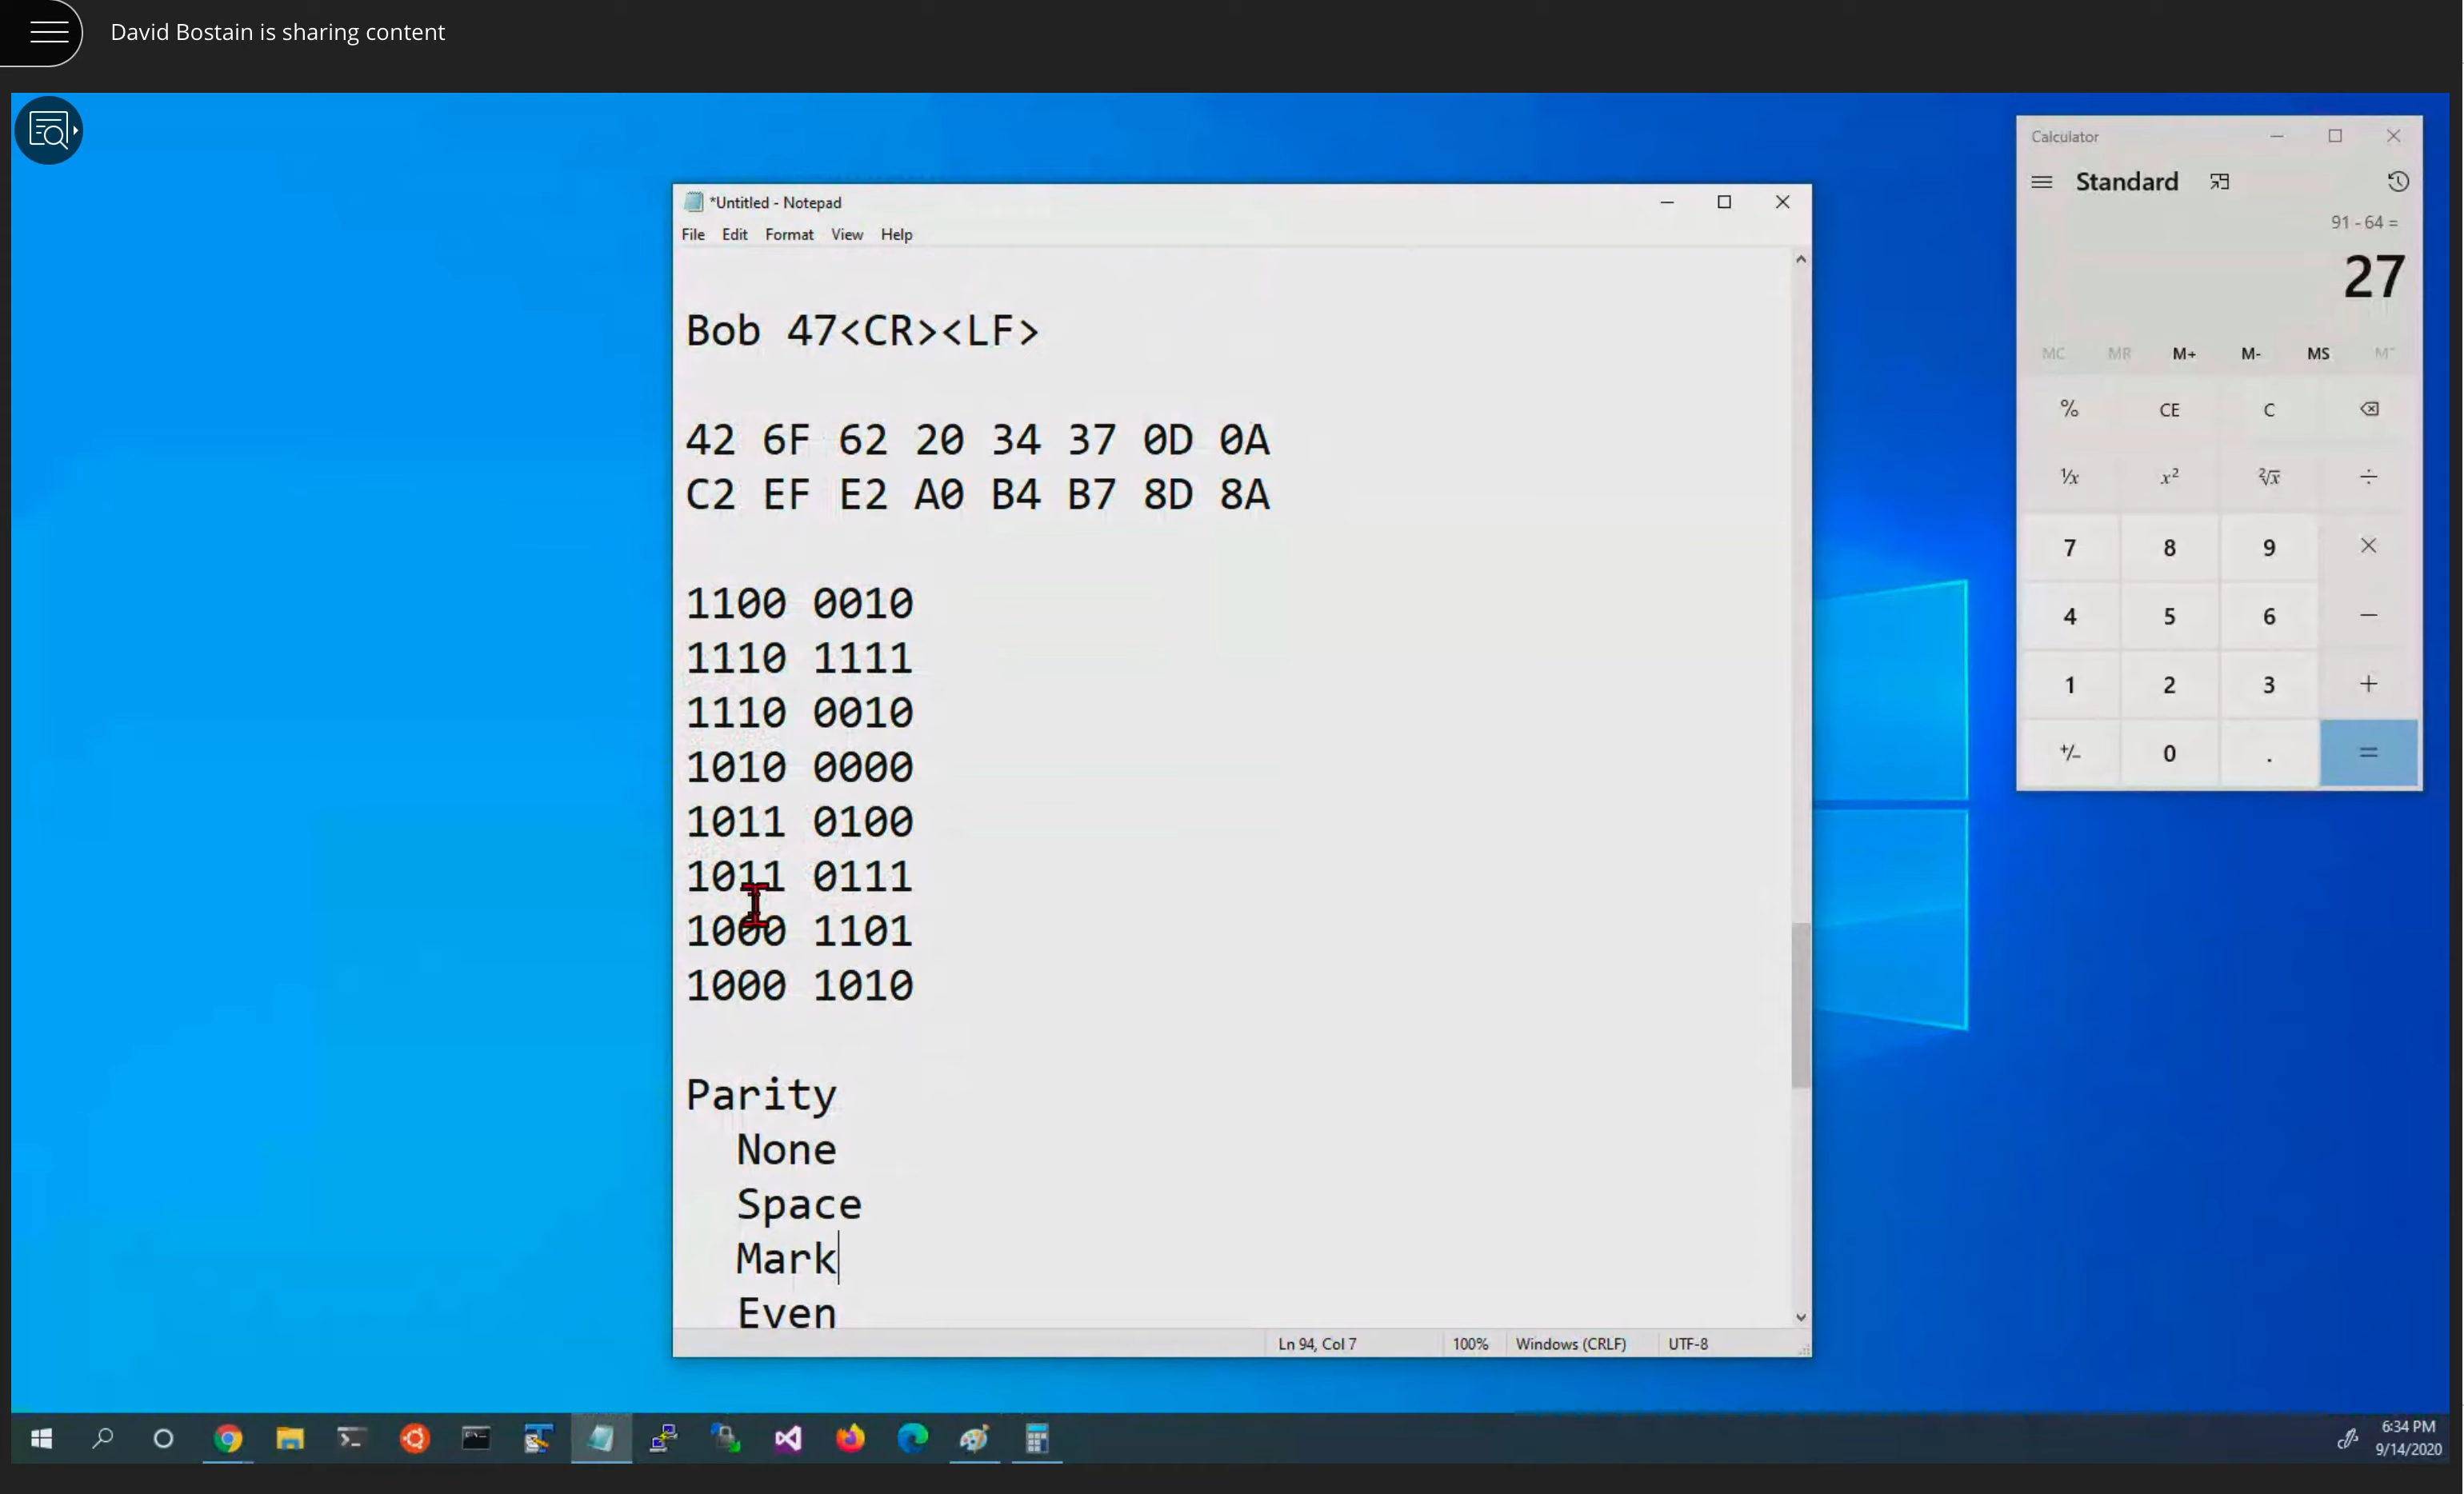 David Bostain is sharing content
*Untitled - Notepad
File Edit Format View Help
Bob 47<CR><LF>
42 6F 62 20 34 37 0D 0A
C2 EF E2 A0 B4 B7 8D 8A
1100 0010
1110 1111
1110 0010
1010 0000
1011 0100
1011 0111
1000 1101
1000 1010
Parity
None
Space
Mark
Even
Ln 94, Col 7 100% Windows (CRLF) UTF-8
Calculator
Standard
91 - 64 =
27
MC MR M+ M- MS M˅
% CE C
¹/x x² ²√x ÷
7 8 9 ×
4 5 6 −
1 2 3 +
+/− 0 . =
6:34 PM
9/14/2020